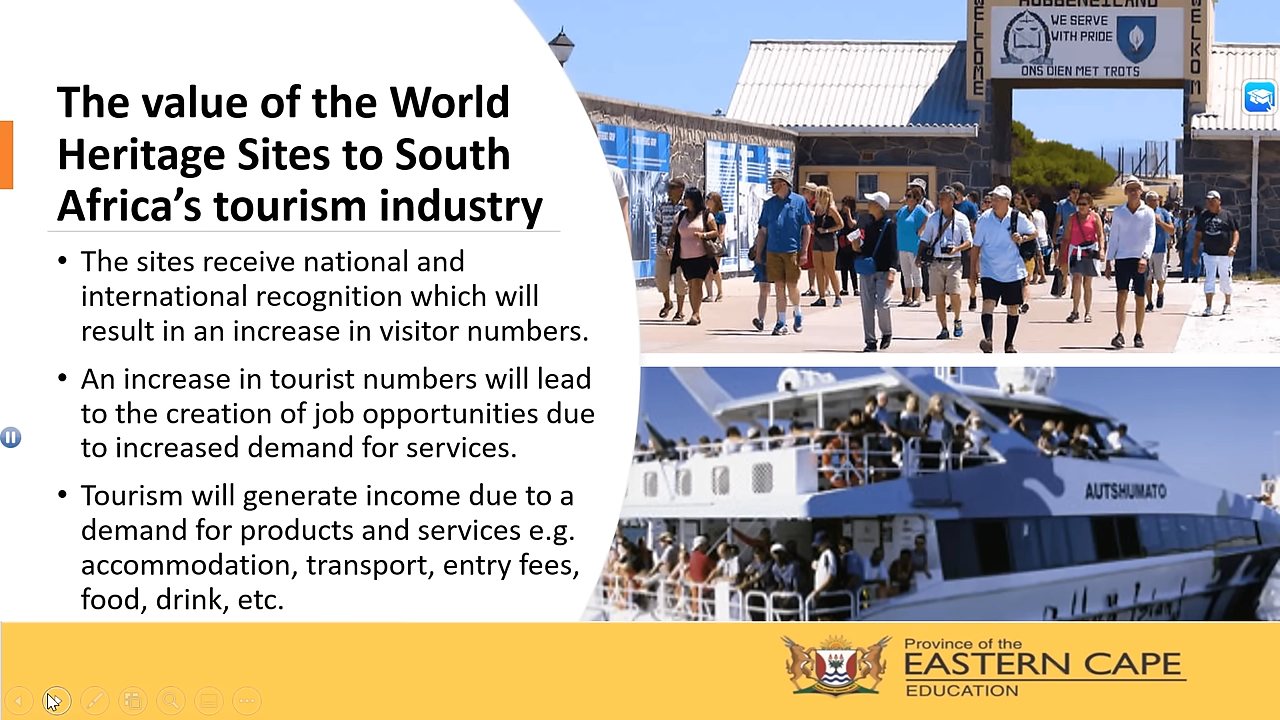 The value of the World
Heritage Sites to South
Africa's tourism industry
• The sites receive national and
international recognition which will
result in an increase in visitor numbers.
• An increase in tourist numbers will lead
to the creation of job opportunities due
to increased demand for services.
• Tourism will generate income due to a
demand for products and services e.g.
accommodation, transport, entry fees,
food, drink, etc.
ROBBENEILAND
WELCOME
WE SERVE
WITH PRIDE
ONS DIEN MET TROTS
WELKOM
AUTSHUMATO
Robben Island
Province of the
EASTERN CAPE
EDUCATION